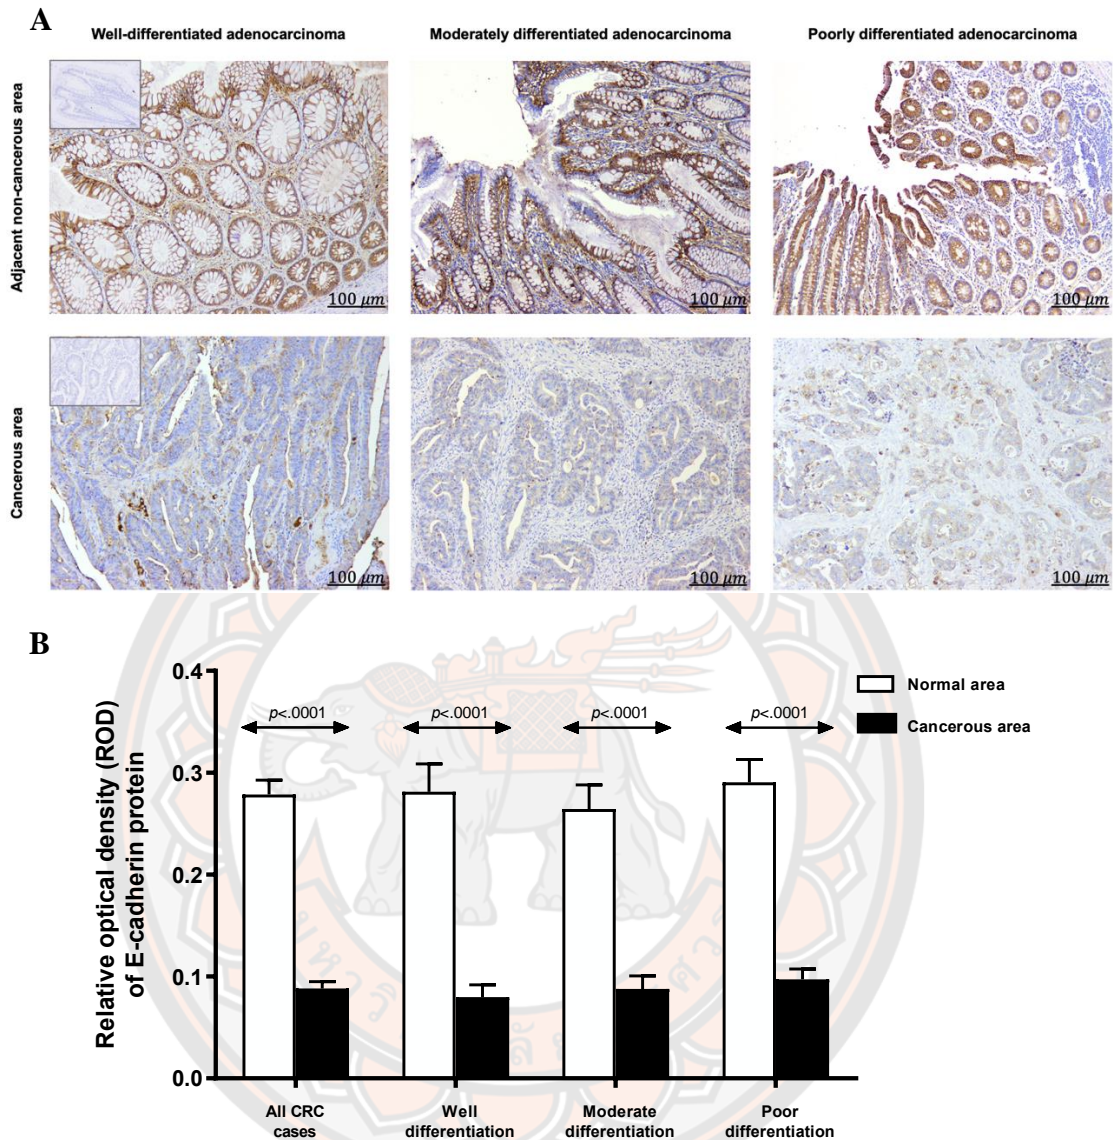 A
Well-differentiated adenocarcinoma
Moderately differentiated adenocarcinoma
Poorly differentiated adenocarcinoma
Adjacent non-cancerous area
100 μm
100 μm
100 μm
Cancerous area
100 μm
100 μm
100 μm
B
Relative optical density (ROD)
of E-cadherin protein
0.4
0.3
0.2
0.1
0.0
p<.0001
p<.0001
p<.0001
p<.0001
Normal area
Cancerous area
All CRC
cases
Well
differentiation
Moderate
differentiation
Poor
differentiation